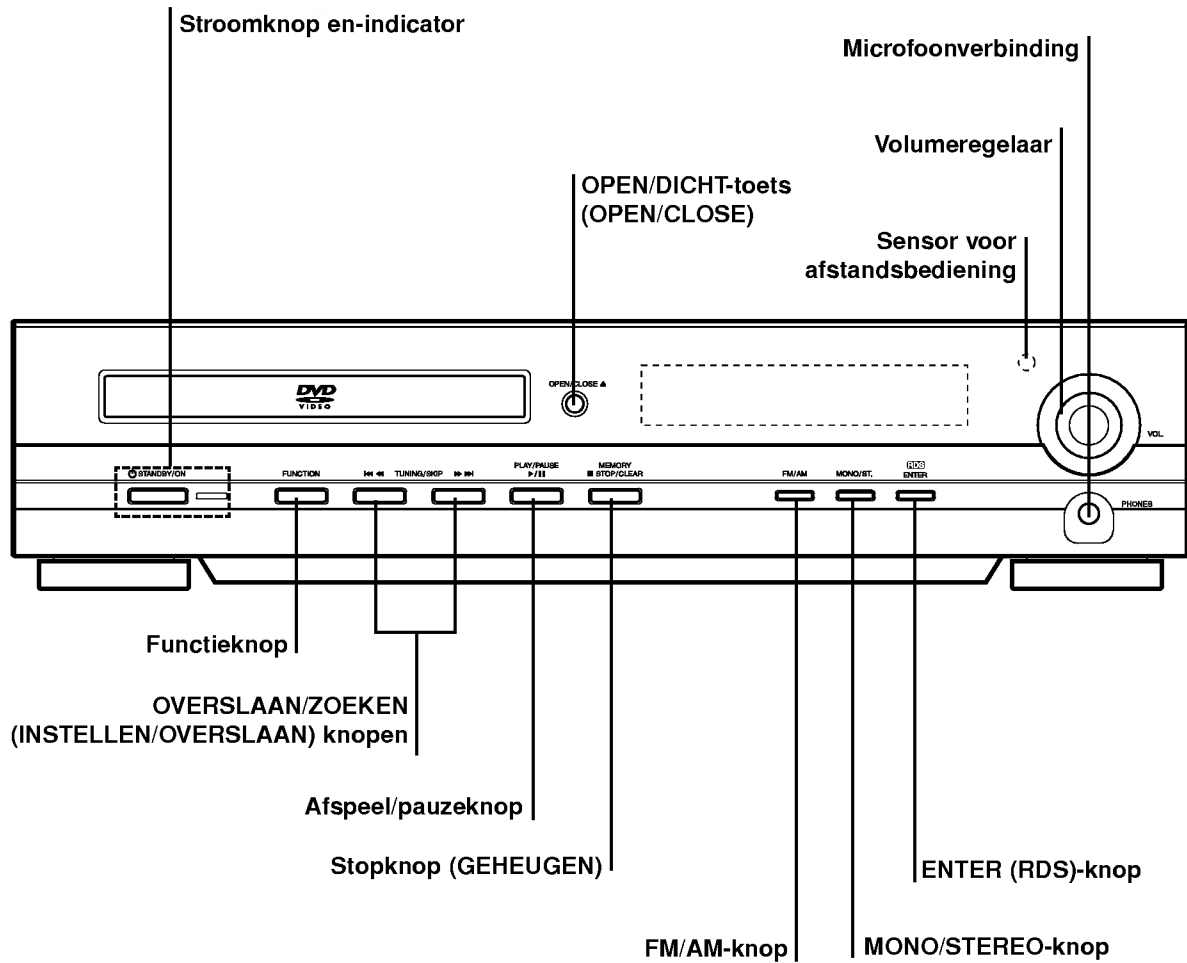 Stroomknop en-indicator
Microfoonverbinding
Volumeregelaar
OPEN/DICHT-toets
(OPEN/CLOSE)
Sensor voor
afstandsbediening
DVD
VIDEO
OPEN/CLOSE ⏏
VOL.
⏻ STANDBY/ON
FUNCTION
⏮ ◀◀ TUNING/SKIP ▶▶ ⏭
PLAY/PAUSE
▶/❚❚
MEMORY
■ STOP/CLEAR
FM/AM
MONO/ST.
RDS
ENTER
PHONES
Functieknop
OVERSLAAN/ZOEKEN
(INSTELLEN/OVERSLAAN) knopen
Afspeel/pauzeknop
Stopknop (GEHEUGEN)
ENTER (RDS)-knop
FM/AM-knop
MONO/STEREO-knop